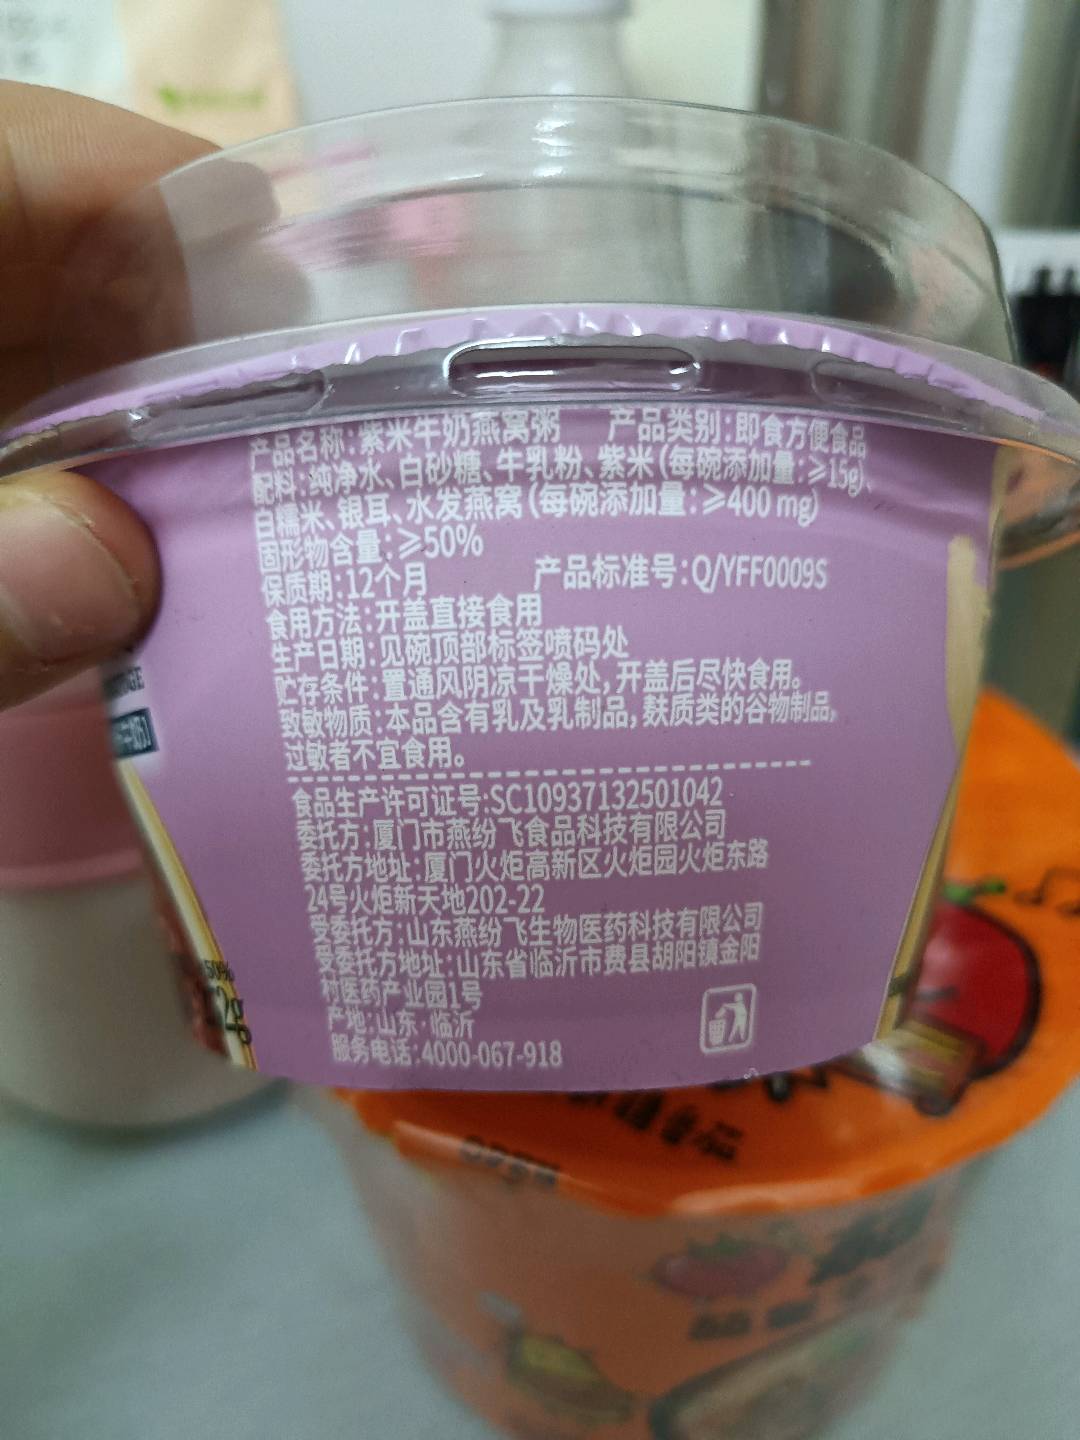 产品名称:紫米牛奶燕窝粥 产品类别:即食方便食品
配料:纯净水、白砂糖、牛乳粉、紫米(每碗添加量:≥15g)、
白糯米、银耳、水发燕窝(每碗添加量:≥400 mg)
固形物含量:≥50%
保质期:12个月 产品标准号:Q/YFF0009S
食用方法:开盖直接食用
生产日期:见碗顶部标签喷码处
贮存条件:置通风阴凉干燥处,开盖后尽快食用。
致敏物质:本品含有乳及乳制品,麸质类的谷物制品,
过敏者不宜食用。
食品生产许可证号:SC10937132501042
委托方:厦门市燕纷飞食品科技有限公司
委托方地址:厦门火炬高新区火炬园火炬东路
24号火炬新天地202-22
受委托方:山东燕纷飞生物医药科技有限公司
受委托方地址:山东省临沂市费县胡阳镇金阳
村医药产业园1号
产地:山东·临沂
服务电话:4000-067-918
50%
2g
OPEN